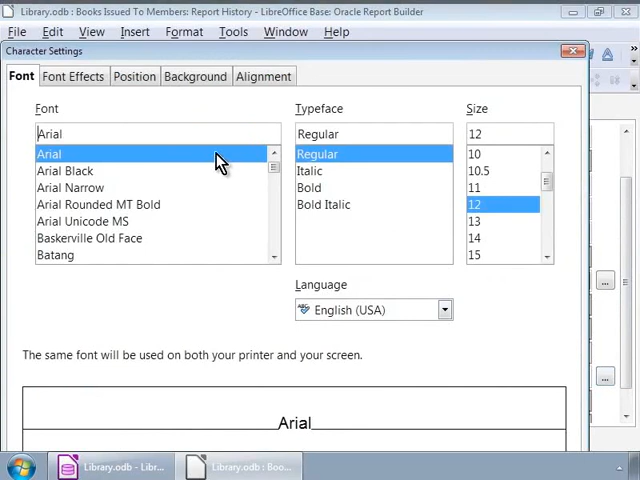 Library.odb : Books Issued To Members: Report History - LibreOffice Base: Oracle Report Builder
File Edit View Insert Format Tools Window Help
Character Settings
Font Font Effects Position Background Alignment
Font Typeface Size
Arial Regular 12
Arial Regular 10
Arial Black Italic 10.5
Arial Narrow Bold 11
Arial Rounded MT Bold Bold Italic 12
Arial Unicode MS 13
Baskerville Old Face 14
Batang 15
Language
English (USA)
The same font will be used on both your printer and your screen.
Arial
Library.odb - Libr... Library.odb : Boo...